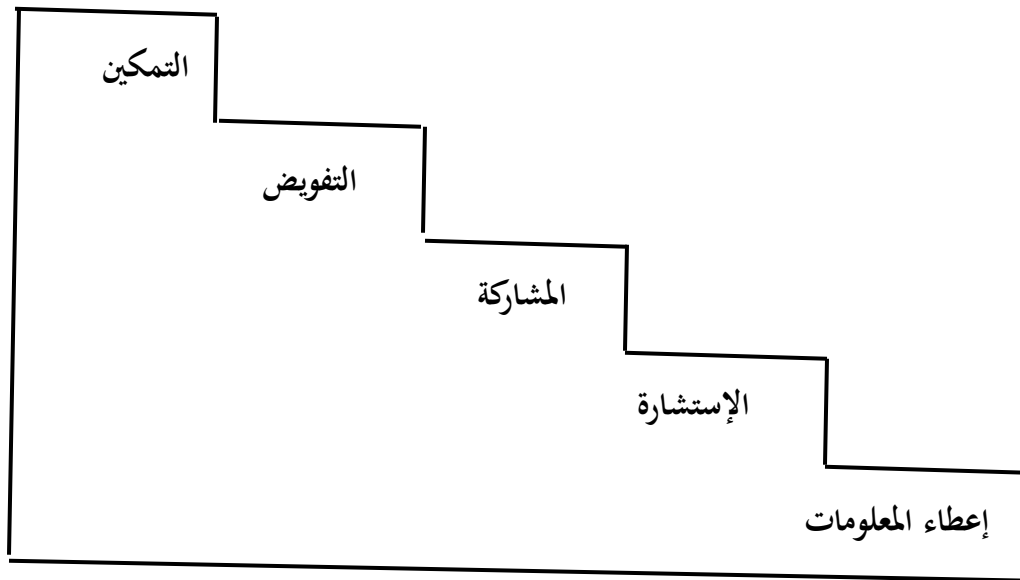 التمكين
التفويض
المشاركة
الإستشارة
إعطاء المعلومات